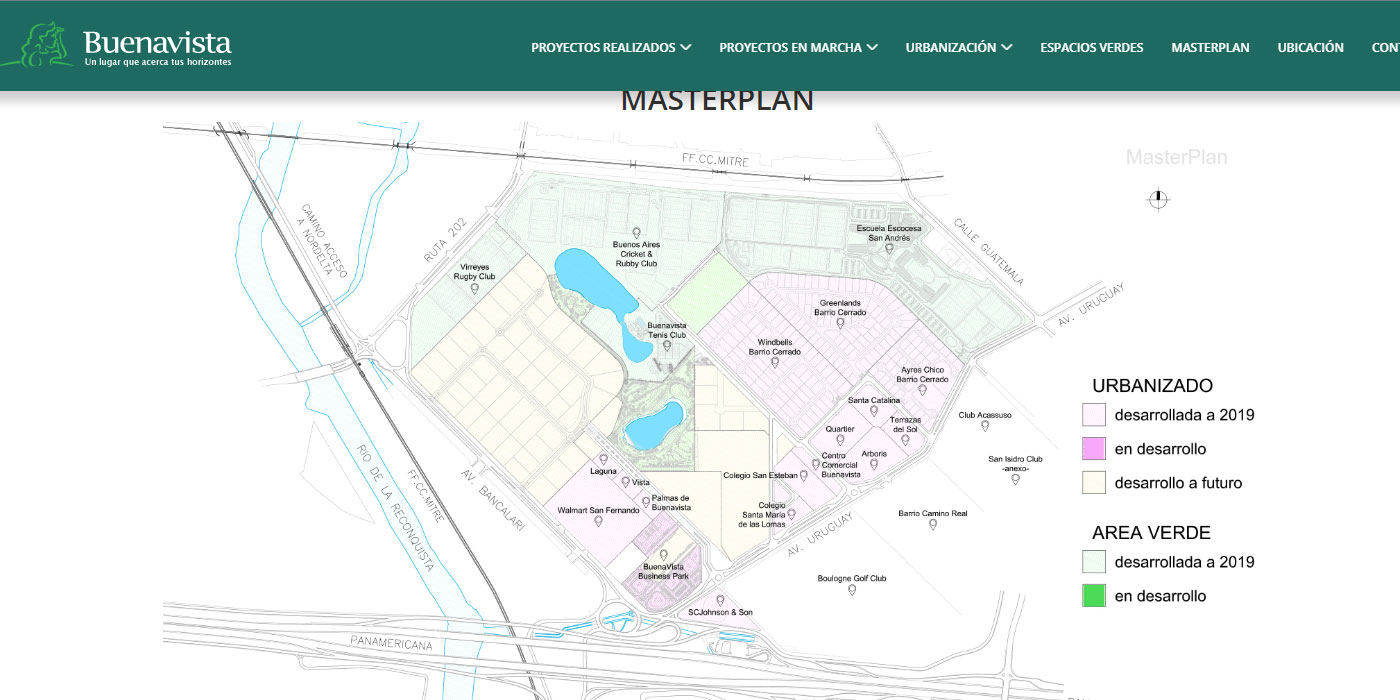 Buenavista
Un lugar que acerca tus horizontes
PROYECTOS REALIZADOS
PROYECTOS EN MARCHA
URBANIZACIÓN
ESPACIOS VERDES
MASTERPLAN
UBICACIÓN
CON
MASTERPLAN
MasterPlan
FF.CC.MITRE
CAMINO ACCESO
A NORDELTA
RUTA 202
CALLE GUATEMALA
AV. URUGUAY
Escuela Escocesa
San Andrés
Buenos Aires
Cricket &
Rubby Club
Virreyes
Rugby Club
Greenlands
Barrio Cerrado
Buenavista
Tenis Club
Windbells
Barrio Cerrado
Ayres Chico
Barrio Cerrado
Santa Catalina
Terrazas
del Sol
Quartier
Arboris
Centro
Comercial
Buenavista
Club Acassuso
San Isidro Club
-anexo-
Colegio San Esteban
Laguna
Vista
Palmas de
Buenavista
Walmart San Fernando
Colegio
Santa María
de las Lomas
Barrio Camino Real
AV. URUGUAY
AV. BANCALARI
FF.CC.MITRE
RIO DE LA RECONQUISTA
BuenaVista
Business Park
Boulogne Golf Club
SCJohnson & Son
PANAMERICANA
URBANIZADO
desarrollada a 2019
en desarrollo
desarrollo a futuro
AREA VERDE
desarrollada a 2019
en desarrollo